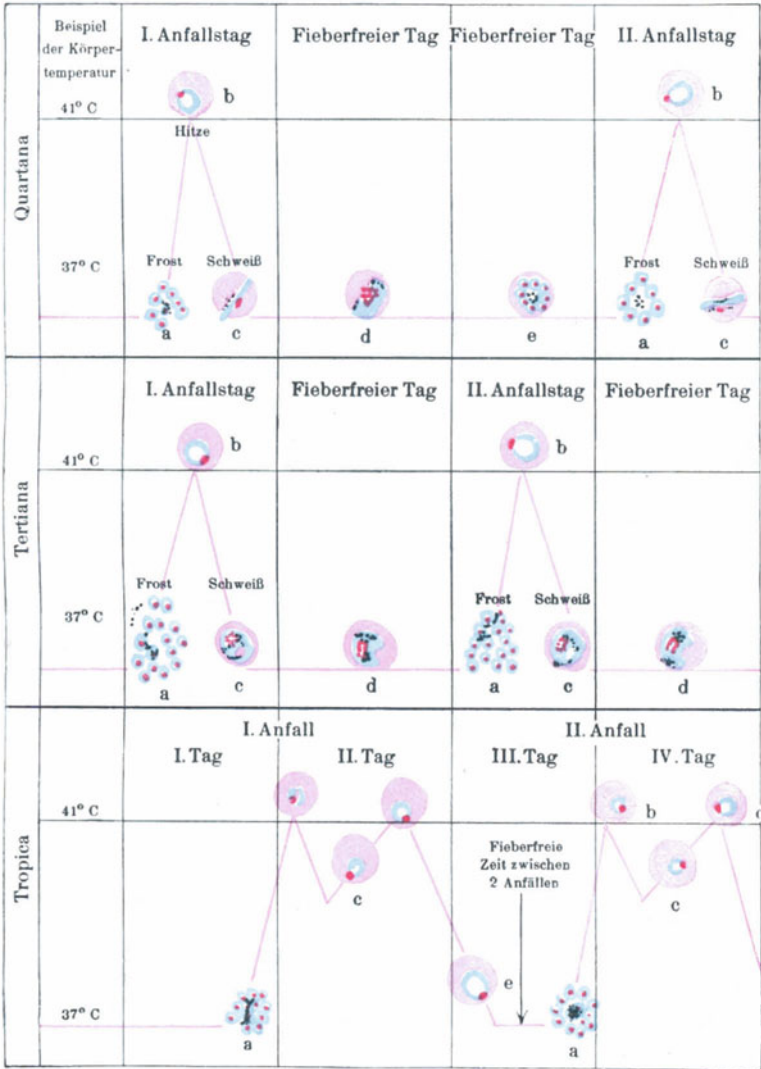 Beispiel
der Körper-
temperatur
I. Anfallstag
Fieberfreier Tag
Fieberfreier Tag
II. Anfallstag
Quartana
41° C
b
b
Hitze
37° C
Frost
Schweiß
Frost
Schweiß
a
c
d
e
a
c
Tertiana
I. Anfallstag
Fieberfreier Tag
II. Anfallstag
Fieberfreier Tag
41° C
b
b
37° C
Frost
Schweiß
Frost
Schweiß
a
c
d
a
c
d
Tropica
I. Anfall
II. Anfall
I. Tag
II. Tag
III. Tag
IV. Tag
41° C
b
Fieberfreie
Zeit zwischen
2 Anfällen
c
c
e
37° C
a
a